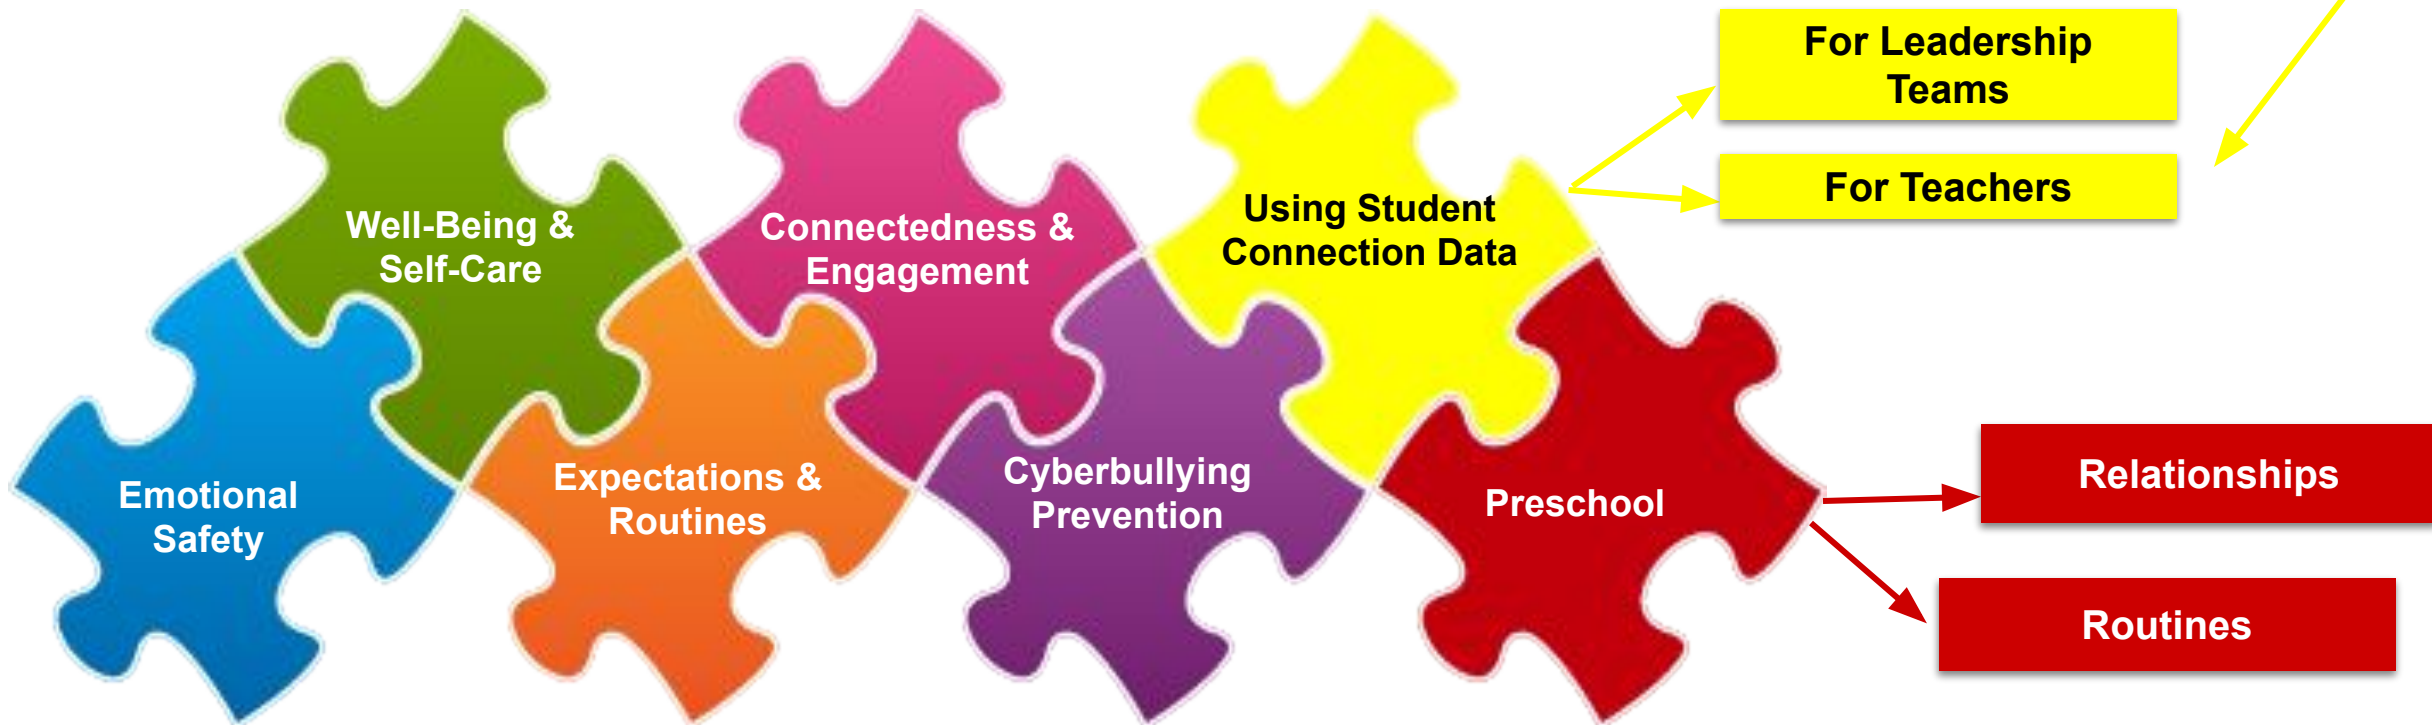 For Leadership
Teams
For Teachers
Using Student
Connection Data
Well-Being &
Self-Care
Connectedness &
Engagement
Emotional
Safety
Expectations &
Routines
Cyberbullying
Prevention
Preschool
Relationships
Routines